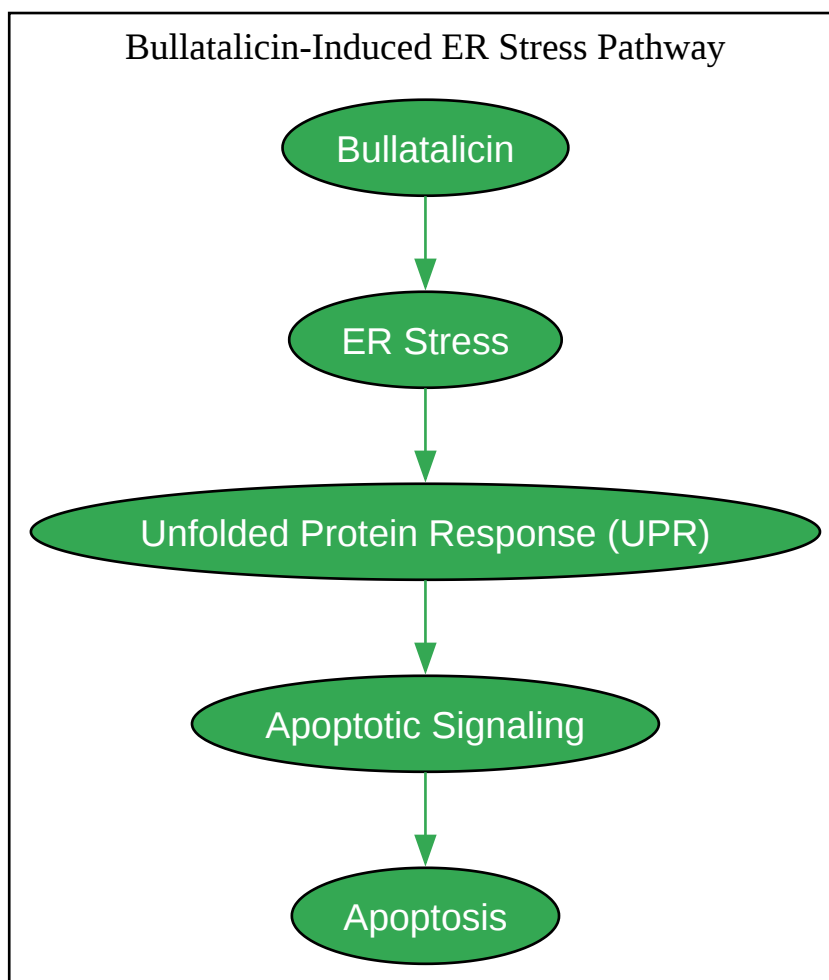 Bullatalicin-Induced ER Stress Pathway
Bullatalicin
ER Stress
Unfolded Protein Response (UPR)
Apoptotic Signaling
Apoptosis